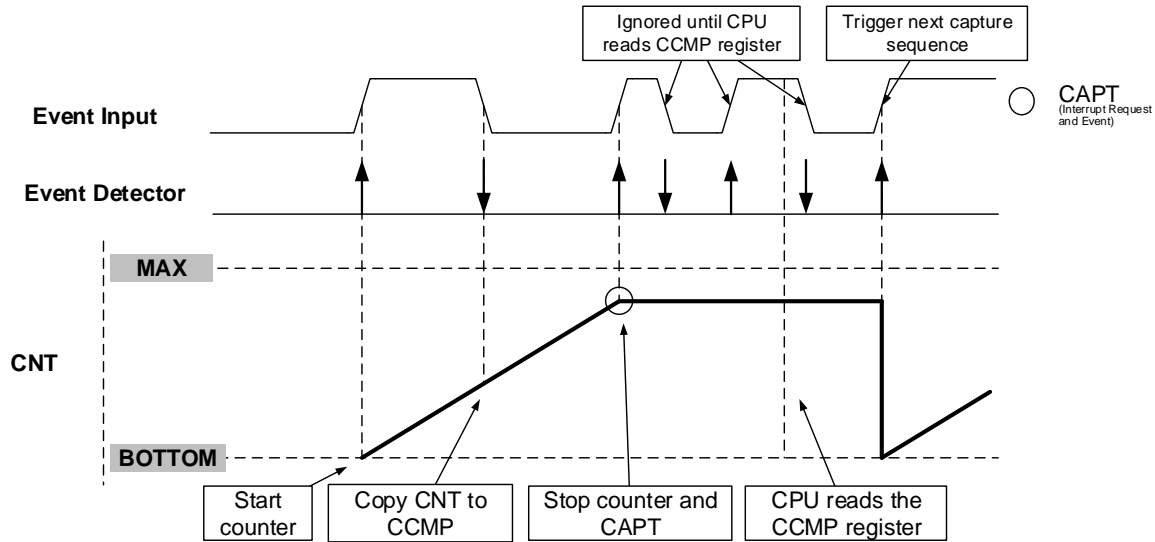 Ignored until CPU
reads CCMP register
Trigger next capture
sequence
Event Input
CAPT
(Interrupt Request
and Event)
Event Detector
MAX
CNT
BOTTOM
Start
counter
Copy CNT to
CCMP
Stop counter and
CAPT
CPU reads the
CCMP register